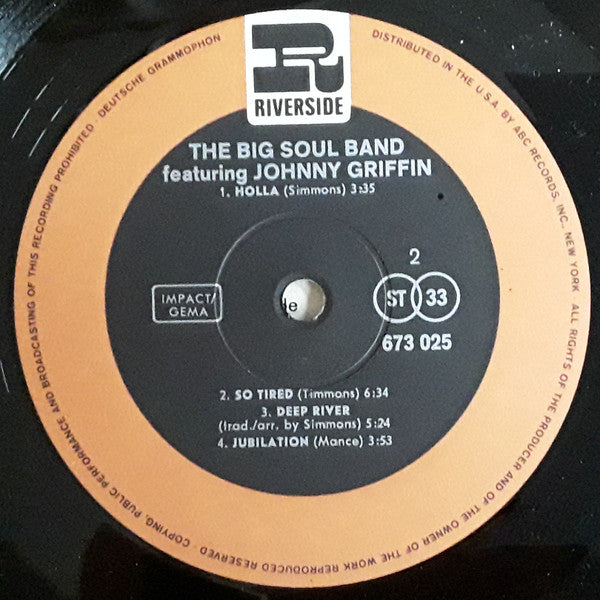 R
RIVERSIDE
THE BIG SOUL BAND
featuring JOHNNY GRIFFIN
1. HOLLA (Simmons) 3:35
2
IMPACT/
GEMA
ST 33
673 025
le
2. SO TIRED (Timmons) 6:34
3. DEEP RIVER
(trad./arr. by Simmons) 5:24
4. JUBILATION (Mance) 3:53
DEUTSCHE GRAMMOPHON
DISTRIBUTED IN THE U.S.A. BY ABC RECORDS, INC., NEW YORK · ALL RIGHTS OF THE PRODUCER AND OF THE OWNER OF THE WORK REPRODUCED RESERVED · COPYING, PUBLIC PERFORMANCE AND BROADCASTING OF THIS RECORDING PROHIBITED ·